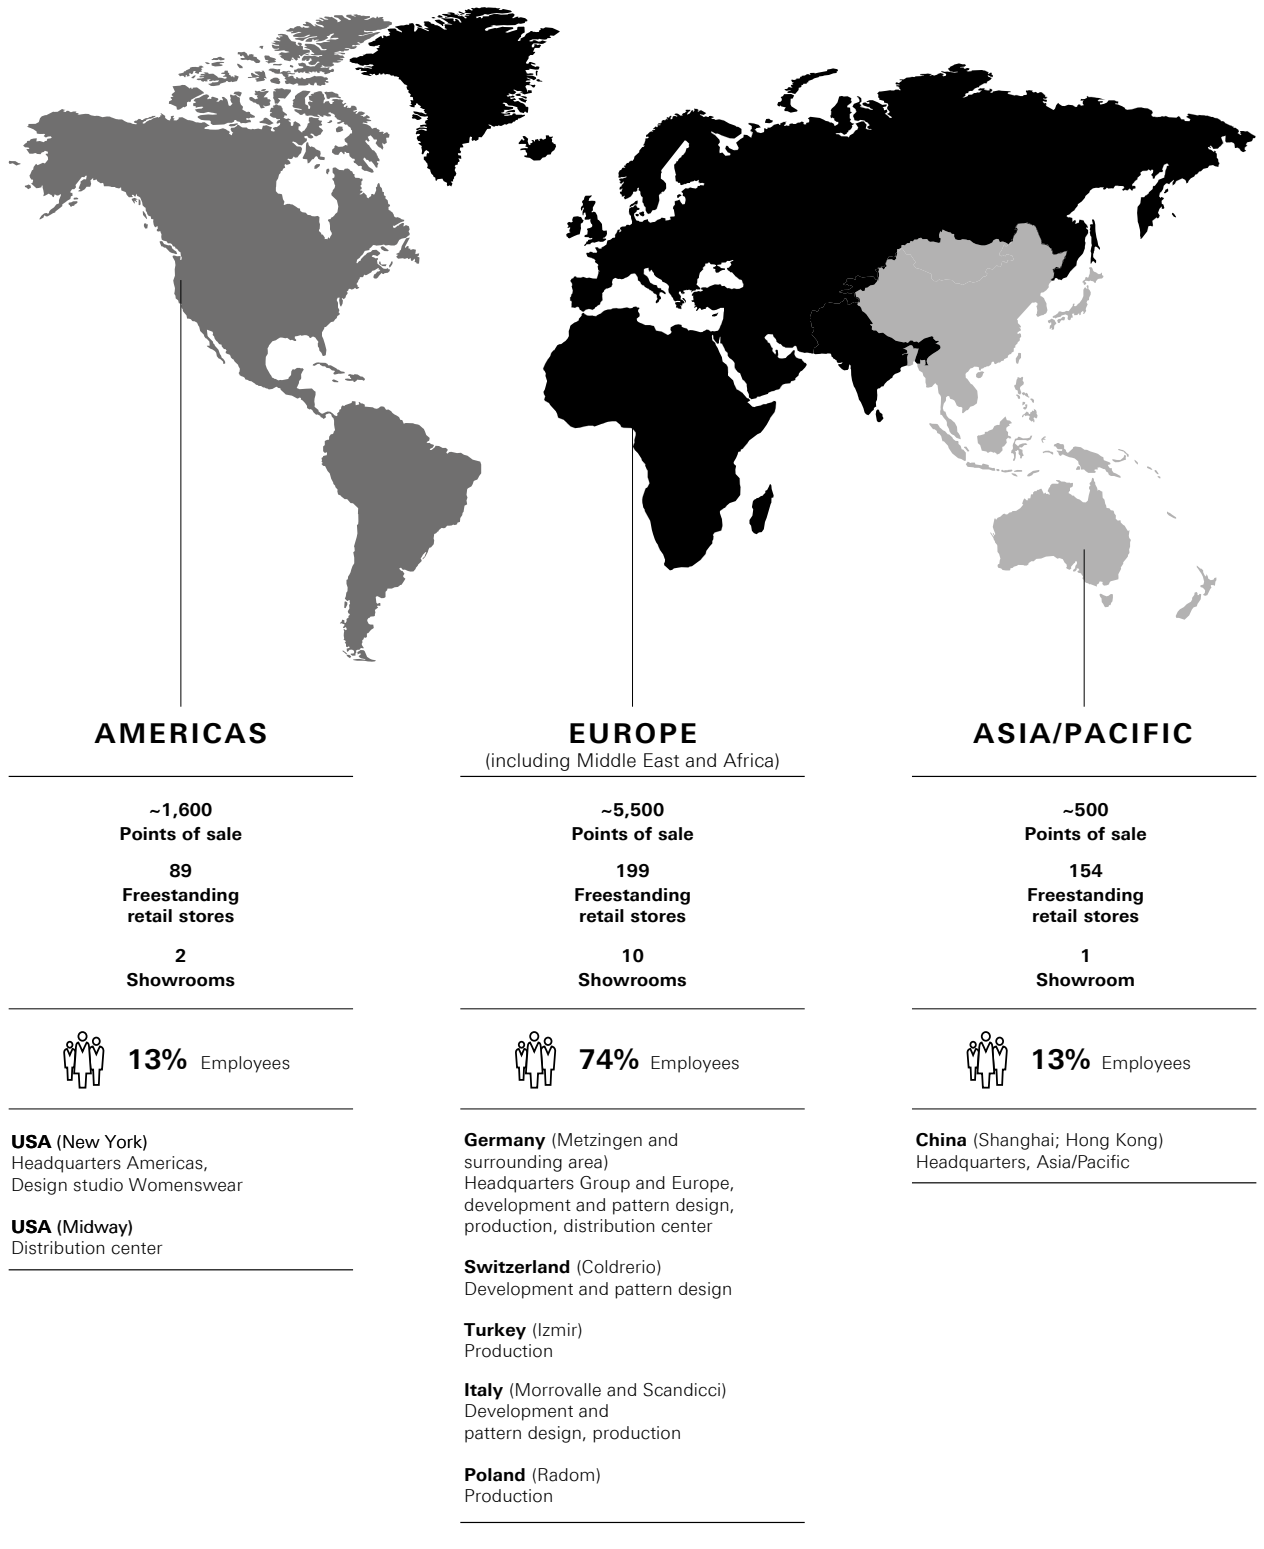 AMERICAS
~1,600
Points of sale
89
Freestanding
retail stores
2
Showrooms
13% Employees
USA (New York)
Headquarters Americas,
Design studio Womenswear
USA (Midway)
Distribution center
EUROPE
(including Middle East and Africa)
~5,500
Points of sale
199
Freestanding
retail stores
10
Showrooms
74% Employees
Germany (Metzingen and
surrounding area)
Headquarters Group and Europe,
development and pattern design,
production, distribution center
Switzerland (Coldrerio)
Development and pattern design
Turkey (Izmir)
Production
Italy (Morrovalle and Scandicci)
Development and
pattern design, production
Poland (Radom)
Production
ASIA/PACIFIC
~500
Points of sale
154
Freestanding
retail stores
1
Showroom
13% Employees
China (Shanghai; Hong Kong)
Headquarters, Asia/Pacific